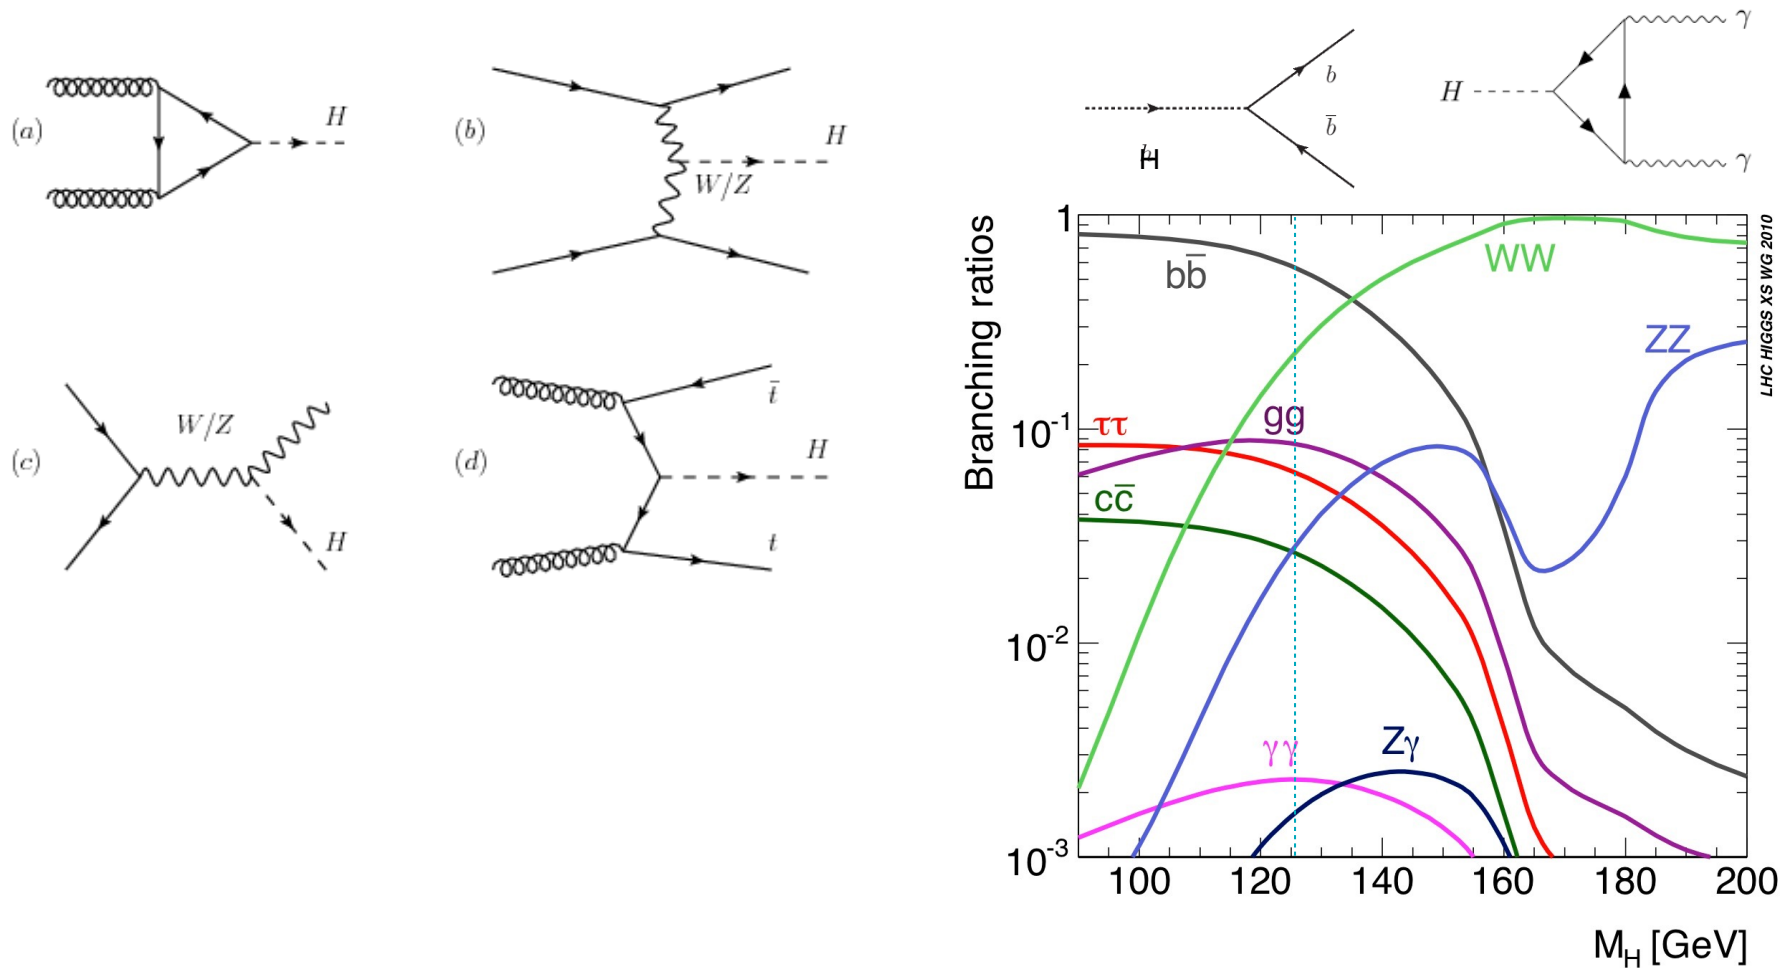 (a)
H
(b)
H
W/Z
(c)
W/Z
H
(d)
t̄
H
t
b
b̄
H
H
γ
γ
Branching ratios
1
10⁻¹
10⁻²
10⁻³
bb̄
WW
ZZ
gg
ττ
cc̄
γγ
Zγ
100 120 140 160 180 200
M_H [GeV]
LHC HIGGS XS WG 2010